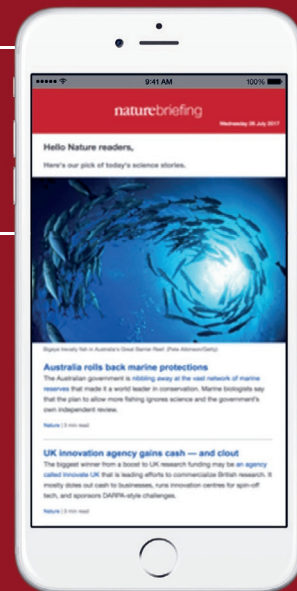 9:41 AM 100%
naturebriefing
Wednesday 26 July 2017
Hello Nature readers,
Here's our pick of today's science stories.
Bigeye trevally fish in Australia's Great Barrier Reef. (Pete Atkinson/Getty)
Australia rolls back marine protections
The Australian government is nibbling away at the vast network of marine
reserves that made it a world leader in conservation. Marine biologists say
that the plan to allow more fishing ignores science and the government's
own independent review.
Nature | 3 min read
UK innovation agency gains cash — and clout
The biggest winner from a boost to UK research funding may be an agency
called Innovate UK that is leading efforts to commercialize British research. It
mostly doles out cash to businesses, runs innovation centres for spin-off
tech, and sponsors DARPA-style challenges.
Nature | 3 min read